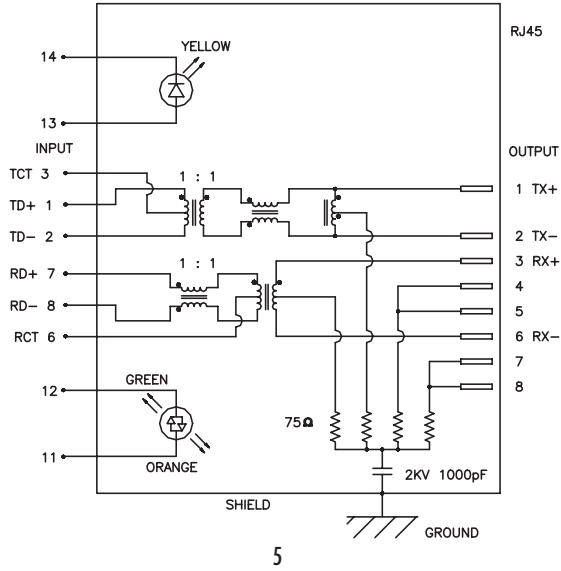 RJ45
14
YELLOW
13
INPUT
OUTPUT
TCT 3
1 : 1
1 TX+
TD+ 1
TD- 2
2 TX-
3 RX+
RD+ 7
1 : 1
4
RD- 8
5
RCT 6
6 RX-
7
12
GREEN
8
75Ω
11
ORANGE
2KV 1000pF
SHIELD
GROUND
5